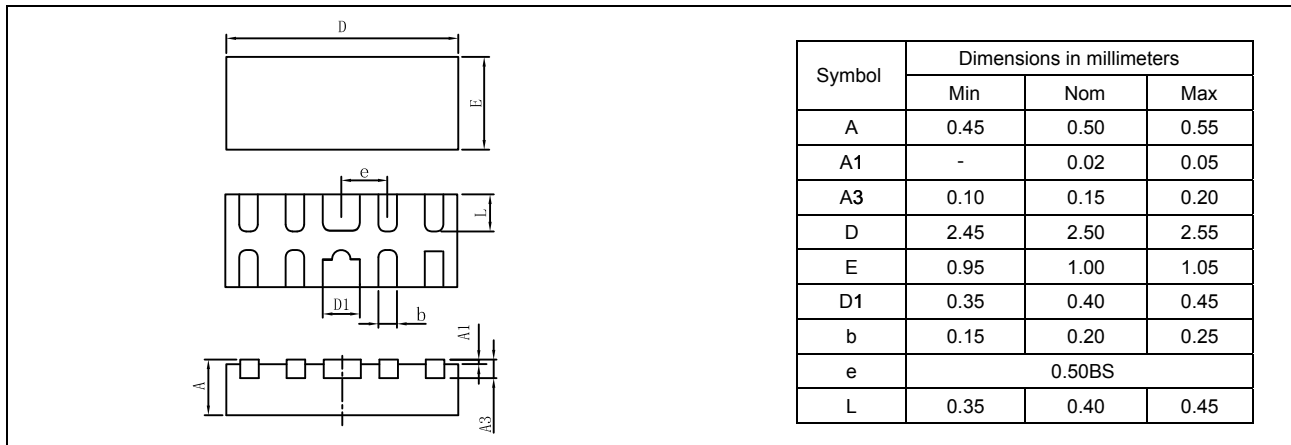 D
E
e
L
D1
b
A1
A
A3
Symbol Dimensions in millimeters
Min Nom Max
A 0.45 0.50 0.55
A1 - 0.02 0.05
A3 0.10 0.15 0.20
D 2.45 2.50 2.55
E 0.95 1.00 1.05
D1 0.35 0.40 0.45
b 0.15 0.20 0.25
e 0.50BS
L 0.35 0.40 0.45